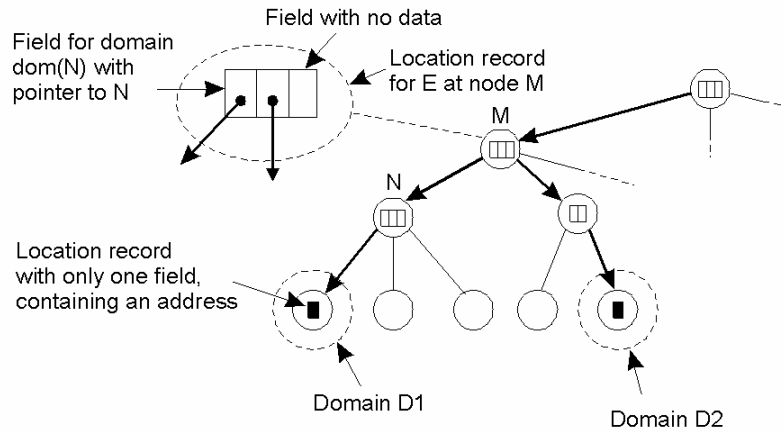 Field with no data
Field for domain
dom(N) with
pointer to N
Location record
for E at node M
M
N
Location record
with only one field,
containing an address
Domain D1
Domain D2